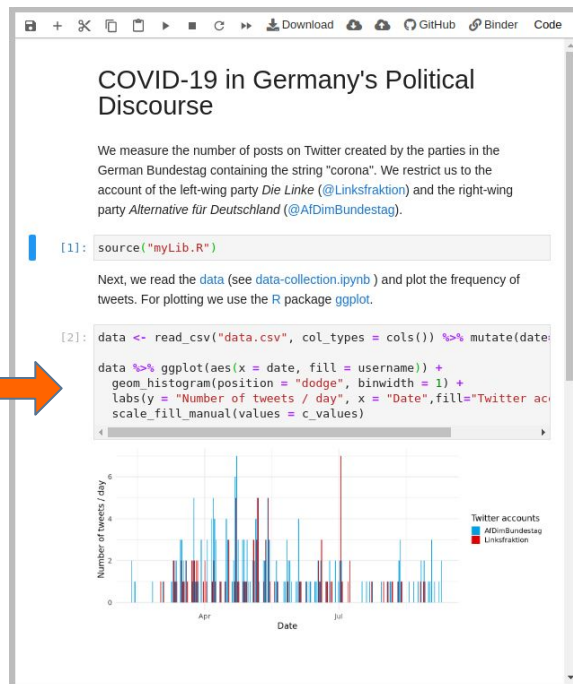 Download GitHub Binder Code
COVID-19 in Germany's Political
Discourse
We measure the number of posts on Twitter created by the parties in the
German Bundestag containing the string "corona". We restrict us to the
account of the left-wing party Die Linke (@Linksfraktion) and the right-wing
party Alternative für Deutschland (@AfDimBundestag).
[1]: source("myLib.R")
Next, we read the data (see data-collection.ipynb ) and plot the frequency of
tweets. For plotting we use the R package ggplot.
[2]: data <- read_csv("data.csv", col_types = cols()) %>% mutate(date=
data %>% ggplot(aes(x = date, fill = username)) +
geom_histogram(position = "dodge", binwidth = 1) +
labs(y = "Number of tweets / day", x = "Date",fill="Twitter acc
scale_fill_manual(values = c_values)
Number of tweets / day
6
4
2
0
Apr Jul
Date
Twitter accounts
AfDimBundestag
Linksfraktion